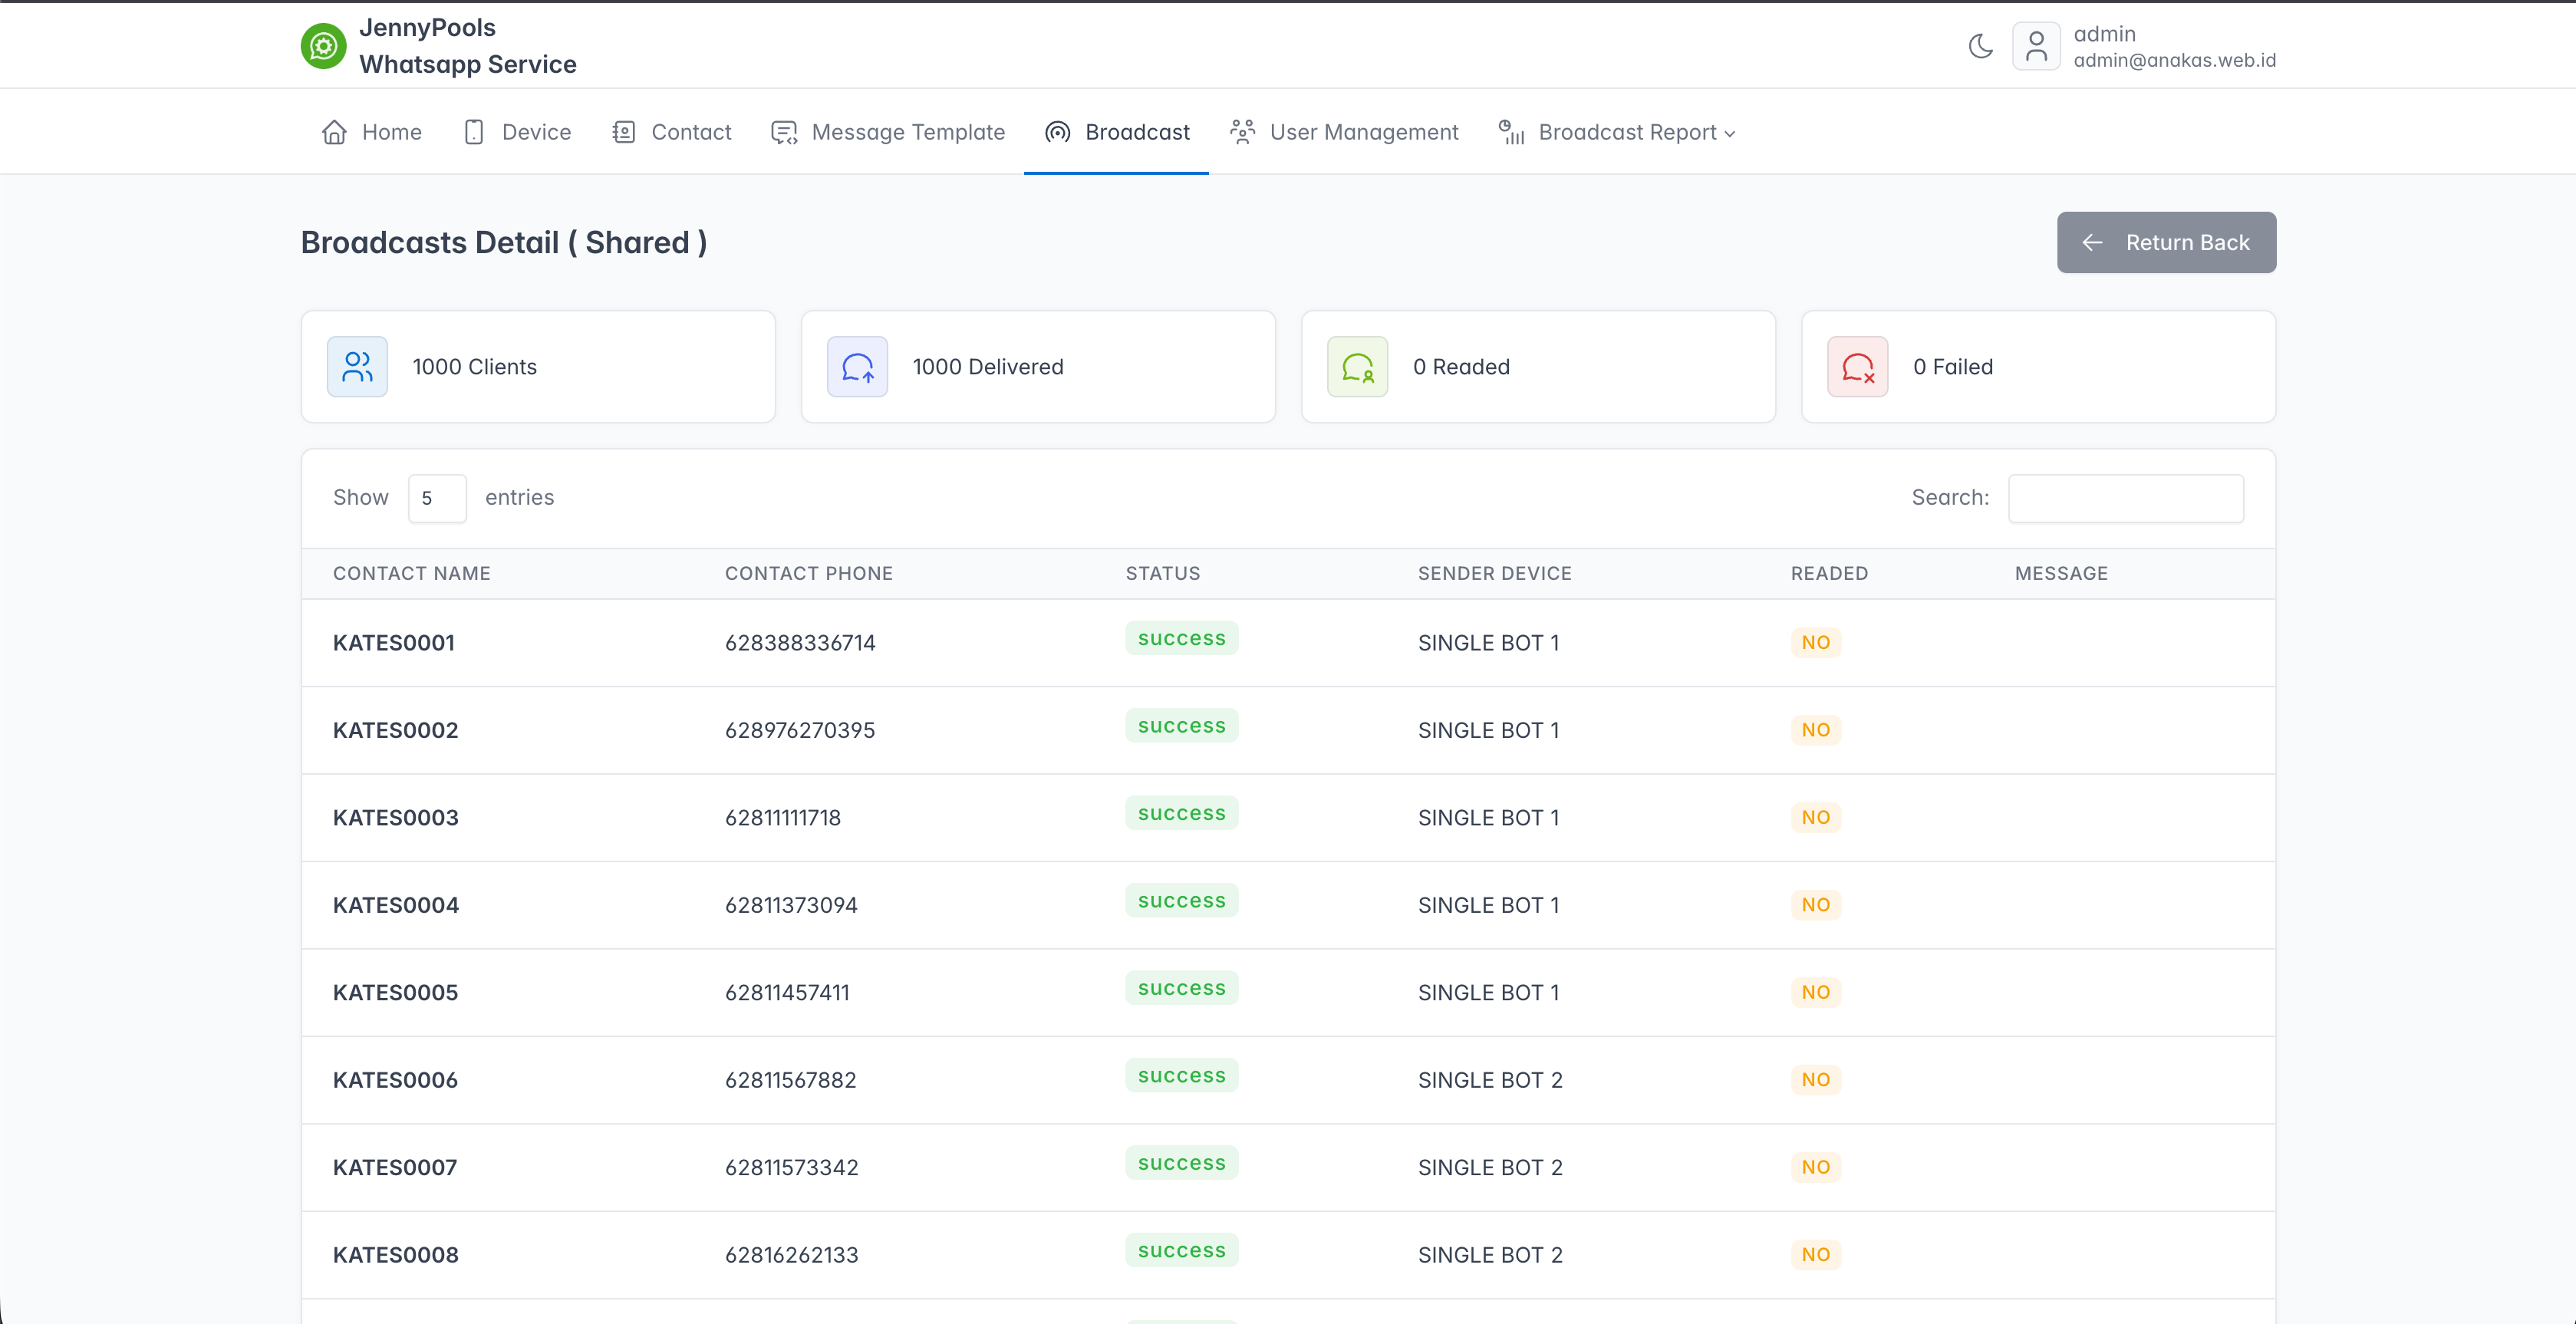 JennyPools
Whatsapp Service
admin
admin@anakas.web.id
Home Device Contact Message Template Broadcast User Management Broadcast Report
Broadcasts Detail ( Shared )
Return Back
1000 Clients
1000 Delivered
0 Readed
0 Failed
Show 5 entries
Search:
CONTACT NAME CONTACT PHONE STATUS SENDER DEVICE READED MESSAGE
KATES0001 628388336714 success SINGLE BOT 1 NO
KATES0002 628976270395 success SINGLE BOT 1 NO
KATES0003 62811111718 success SINGLE BOT 1 NO
KATES0004 62811373094 success SINGLE BOT 1 NO
KATES0005 62811457411 success SINGLE BOT 1 NO
KATES0006 62811567882 success SINGLE BOT 2 NO
KATES0007 62811573342 success SINGLE BOT 2 NO
KATES0008 62816262133 success SINGLE BOT 2 NO